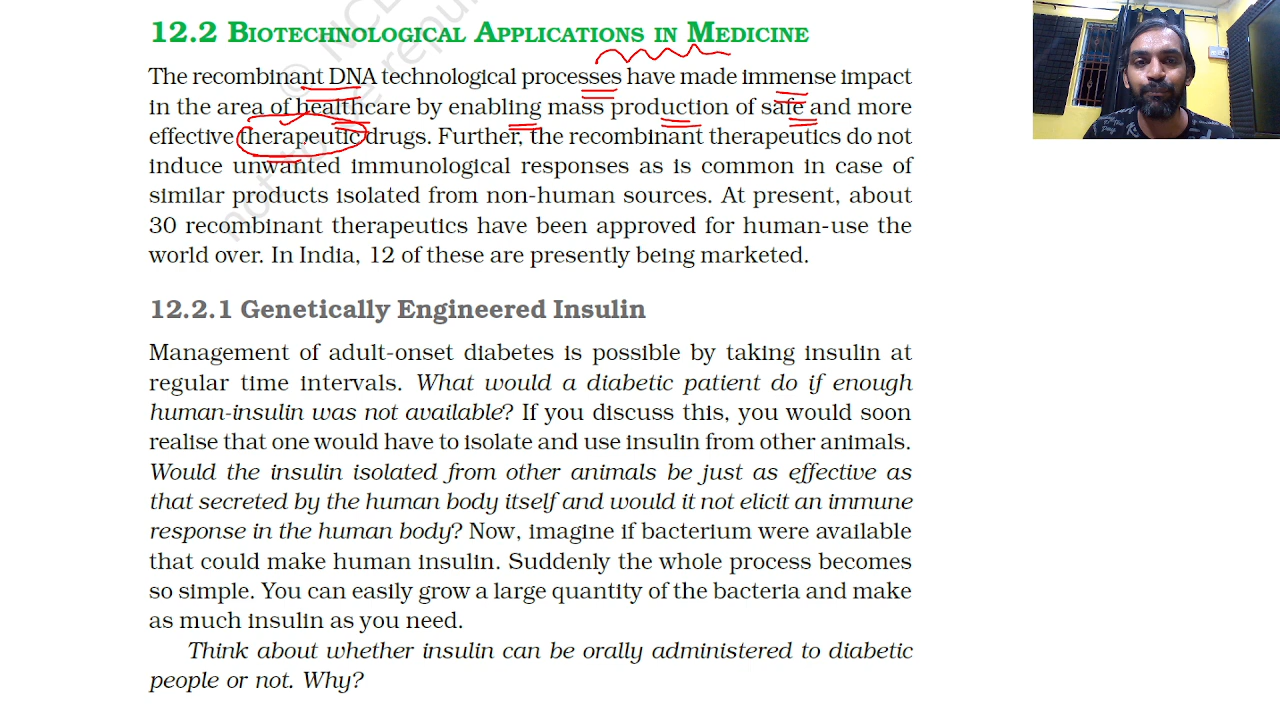 12.2 BIOTECHNOLOGICAL APPLICATIONS IN MEDICINE
The recombinant DNA technological processes have made immense impact
in the area of healthcare by enabling mass production of safe and more
effective therapeutic drugs. Further, the recombinant therapeutics do not
induce unwanted immunological responses as is common in case of
similar products isolated from non-human sources. At present, about
30 recombinant therapeutics have been approved for human-use the
world over. In India, 12 of these are presently being marketed.
12.2.1 Genetically Engineered Insulin
Management of adult-onset diabetes is possible by taking insulin at
regular time intervals. What would a diabetic patient do if enough
human-insulin was not available? If you discuss this, you would soon
realise that one would have to isolate and use insulin from other animals.
Would the insulin isolated from other animals be just as effective as
that secreted by the human body itself and would it not elicit an immune
response in the human body? Now, imagine if bacterium were available
that could make human insulin. Suddenly the whole process becomes
so simple. You can easily grow a large quantity of the bacteria and make
as much insulin as you need.
Think about whether insulin can be orally administered to diabetic
people or not. Why?